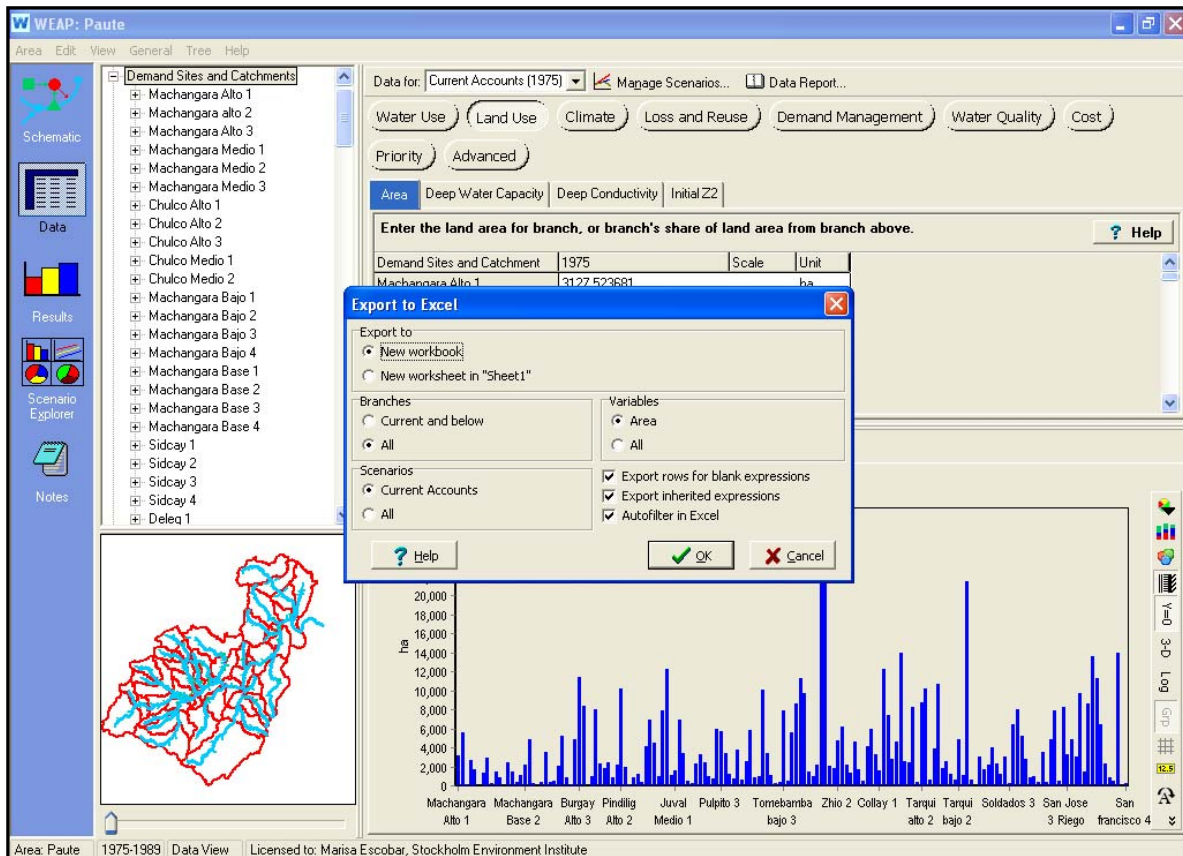 WEAP: Paute
Area Edit View General Tree Help
Schematic
Data
Results
Scenario
Explorer
Notes
Demand Sites and Catchments
Machangara Alto 1
Machangara alto 2
Machangara Alto 3
Machangara Medio 1
Machangara Medio 2
Machangara Medio 3
Chulco Alto 1
Chulco Alto 2
Chulco Alto 3
Chulco Medio 1
Chulco Medio 2
Machangara Bajo 1
Machangara Bajo 2
Machangara Bajo 3
Machangara Bajo 4
Machangara Base 1
Machangara Base 2
Machangara Base 3
Machangara Base 4
Sidcay 1
Sidcay 2
Sidcay 3
Sidcay 4
Deleg 1
Data for: Current Accounts (1975) Manage Scenarios... Data Report...
Water Use Land Use Climate Loss and Reuse Demand Management Water Quality Cost
Priority Advanced
Area Deep Water Capacity Deep Conductivity Initial Z2
Enter the land area for branch, or branch's share of land area from branch above. ? Help
Demand Sites and Catchment 1975 Scale Unit
Machangara Alto 1 3127.523681 ha
Export to Excel
Export to
New workbook
New worksheet in "Sheet1"
Branches
Current and below
All
Variables
Area
All
Scenarios
Current Accounts
All
Export rows for blank expressions
Export inherited expressions
Autofilter in Excel
? Help OK Cancel
20,000
18,000
16,000
14,000
12,000
10,000
8,000
6,000
4,000
2,000
0
ha
Machangara Machangara Burgay Pindilig Juval Pulpito 3 Tomebamba Zhio 2 Collay 1 Tarqui Tarqui Soldados 3 San Jose San
Alto 1 Base 2 Alto 3 Alto 2 Medio 1 bajo 3 alto 2 bajo 2 3 Riego francisco 4
Y=0
3-D
Log
Grp
12.5
Area: Paute 1975-1989 Data View Licensed to: Marisa Escobar, Stockholm Environment Institute